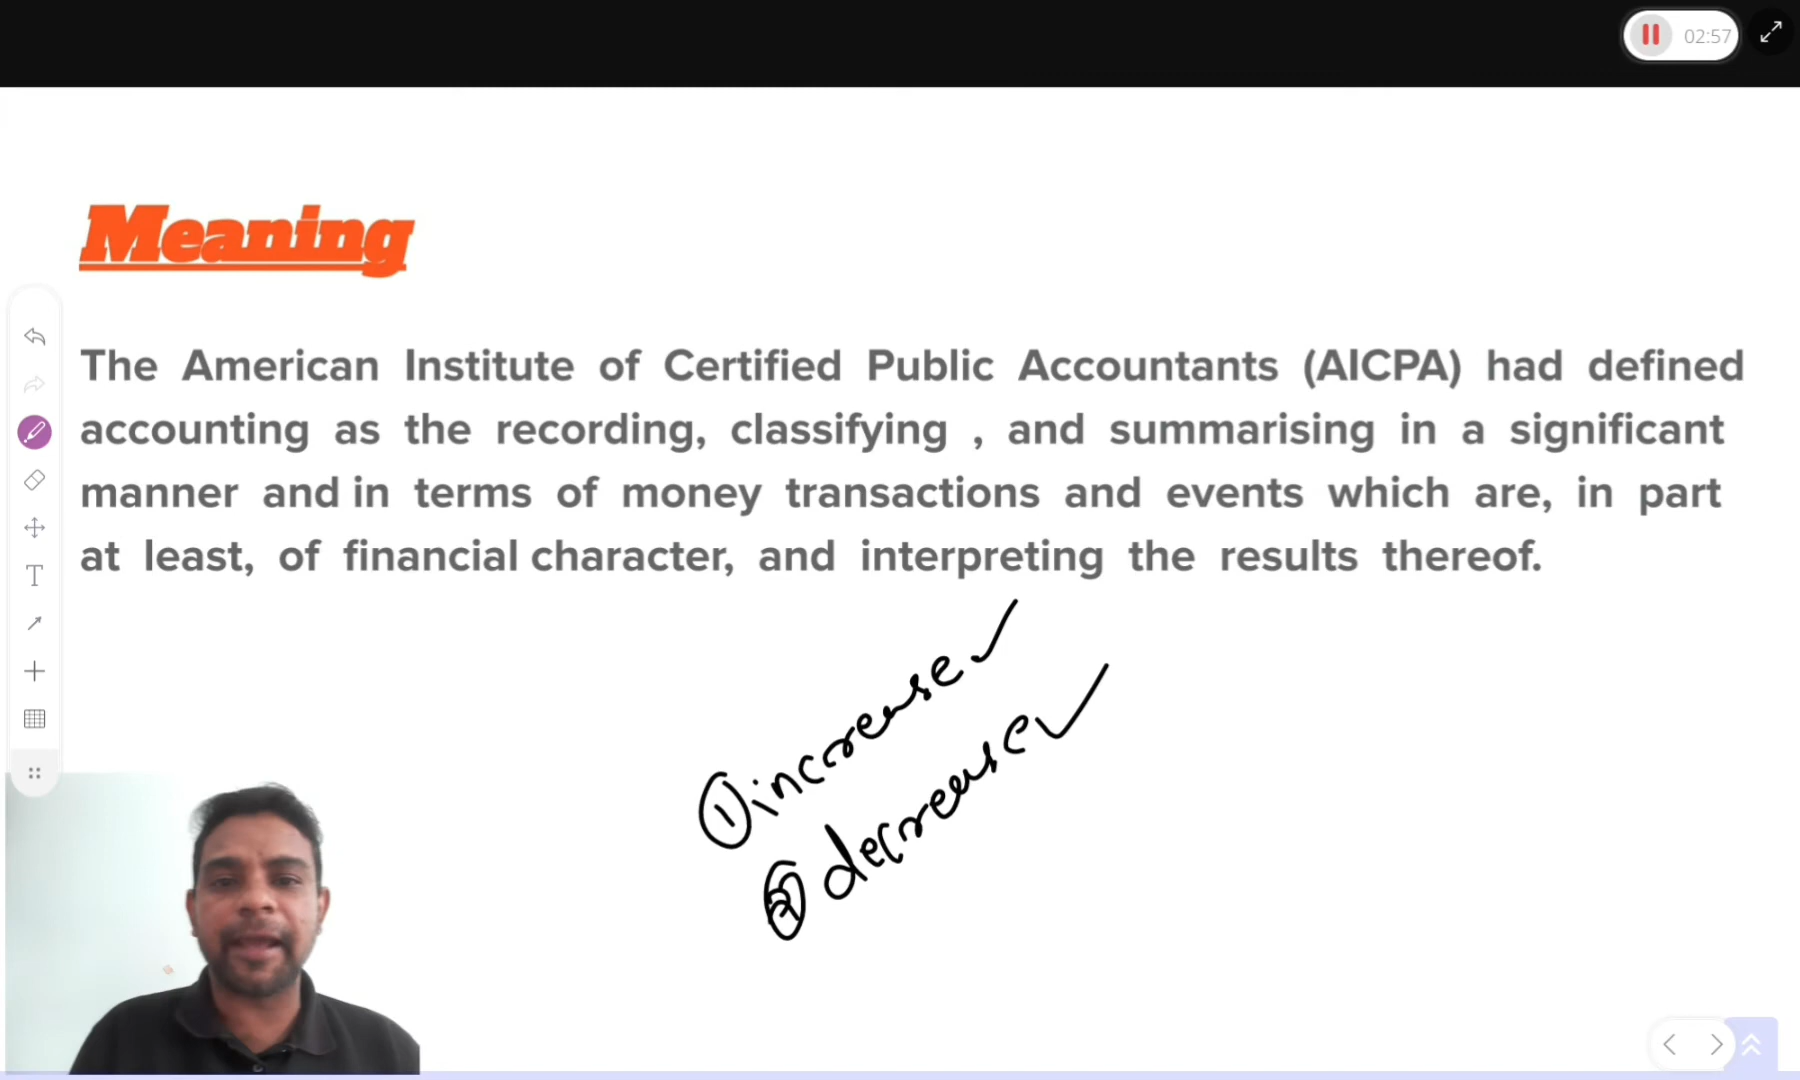 02:57
Meaning
The American Institute of Certified Public Accountants (AICPA) had defined
accounting as the recording, classifying , and summarising in a significant
manner and in terms of money transactions and events which are, in part
at least, of financial character, and interpreting the results thereof.
① increase ✓
② decrease ✓
T